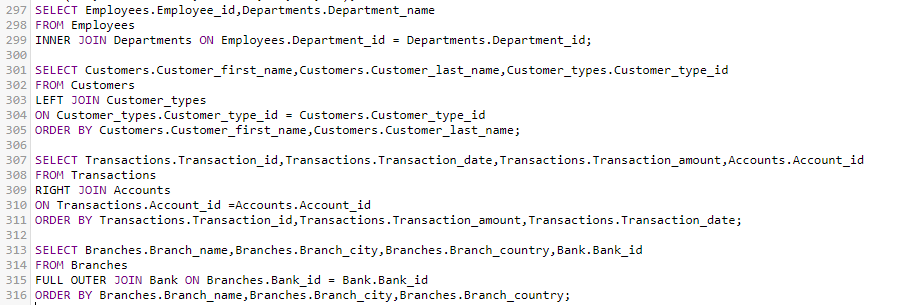 297 SELECT Employees.Employee_id,Departments.Department_name
298 FROM Employees
299 INNER JOIN Departments ON Employees.Department_id = Departments.Department_id;
300
301 SELECT Customers.Customer_first_name,Customers.Customer_last_name,Customer_types.Customer_type_id
302 FROM Customers
303 LEFT JOIN Customer_types
304 ON Customer_types.Customer_type_id = Customers.Customer_type_id
305 ORDER BY Customers.Customer_first_name,Customers.Customer_last_name;
306
307 SELECT Transactions.Transaction_id,Transactions.Transaction_date,Transactions.Transaction_amount,Accounts.Account_id
308 FROM Transactions
309 RIGHT JOIN Accounts
310 ON Transactions.Account_id =Accounts.Account_id
311 ORDER BY Transactions.Transaction_id,Transactions.Transaction_amount,Transactions.Transaction_date;
312
313 SELECT Branches.Branch_name,Branches.Branch_city,Branches.Branch_country,Bank.Bank_id
314 FROM Branches
315 FULL OUTER JOIN Bank ON Branches.Bank_id = Bank.Bank_id
316 ORDER BY Branches.Branch_name,Branches.Branch_city,Branches.Branch_country;